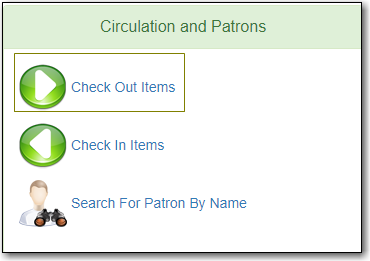 Circulation and Patrons
Check Out Items
Check In Items
Search For Patron By Name